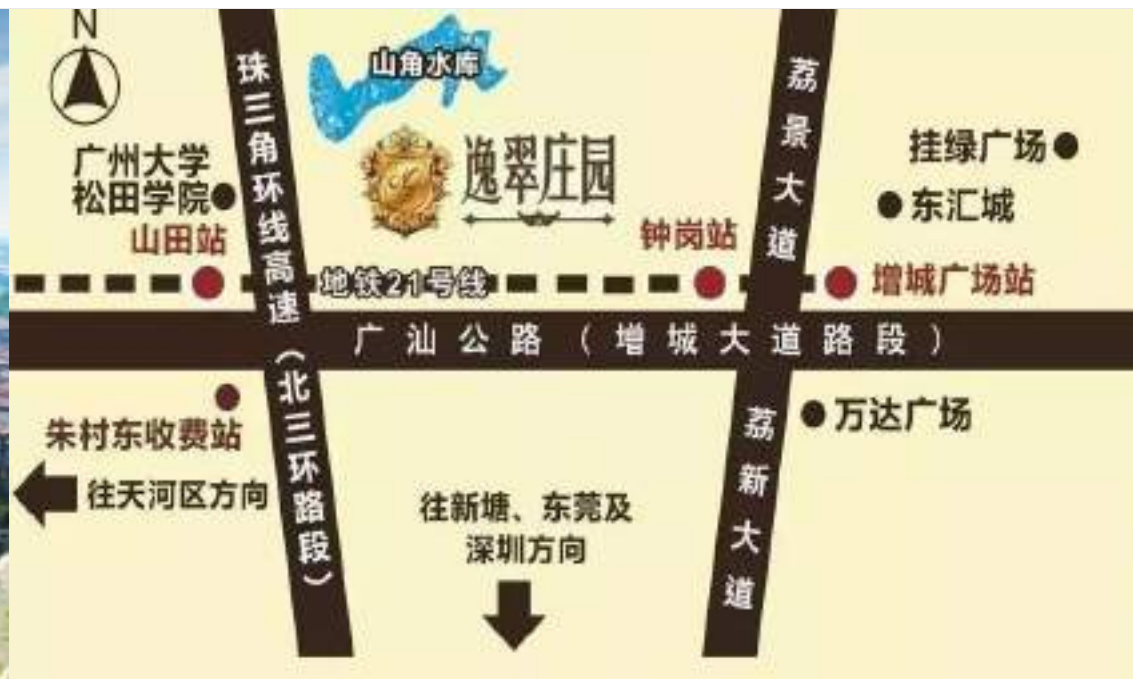 N
山角水库
珠三角环线高速（北三环路段）
荔景大道
广州大学
松田学院
逸翠庄园
挂绿广场
东汇城
山田站
钟岗站
地铁21号线
增城广场站
广汕公路（增城大道路段）
朱村东收费站
万达广场
荔新大道
往天河区方向
往新塘、东莞及
深圳方向